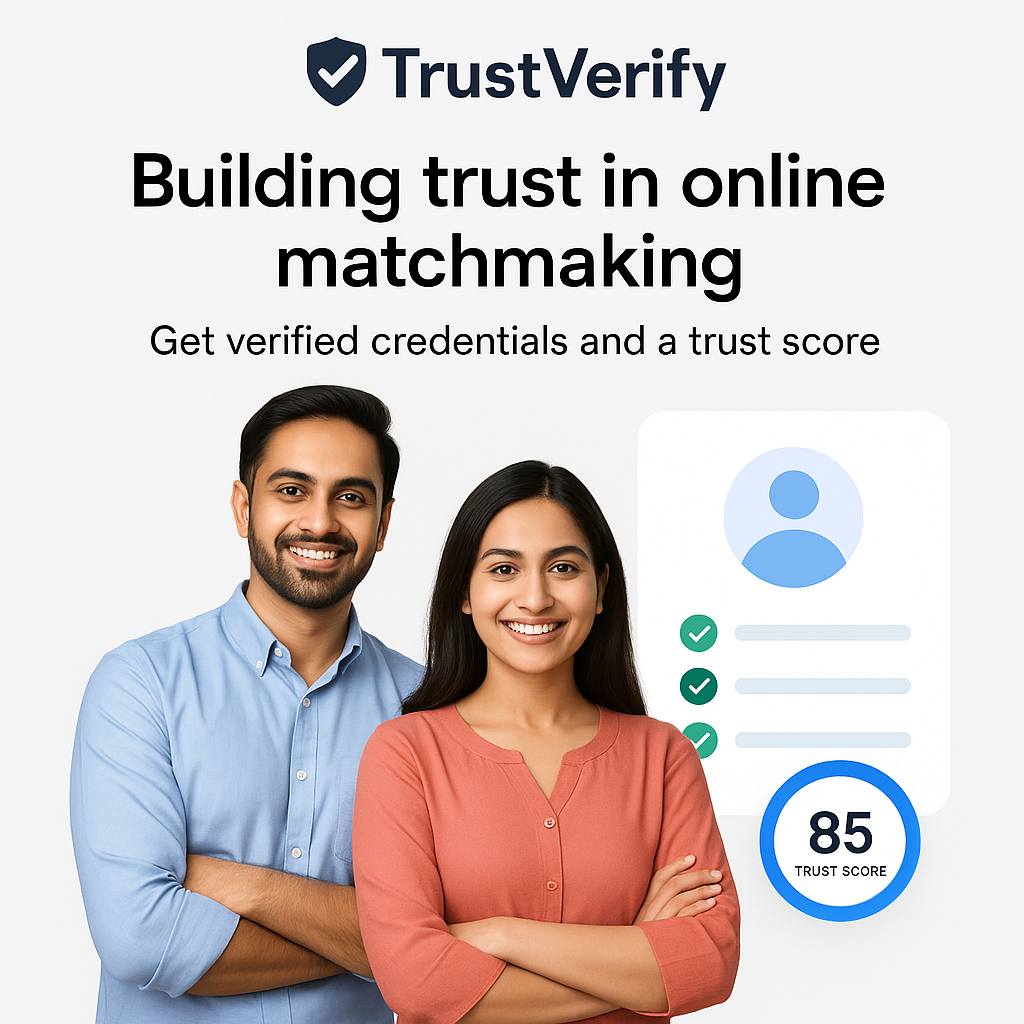 TrustVerify
Building trust in online
matchmaking
Get verified credentials and a trust score
85
TRUST SCORE